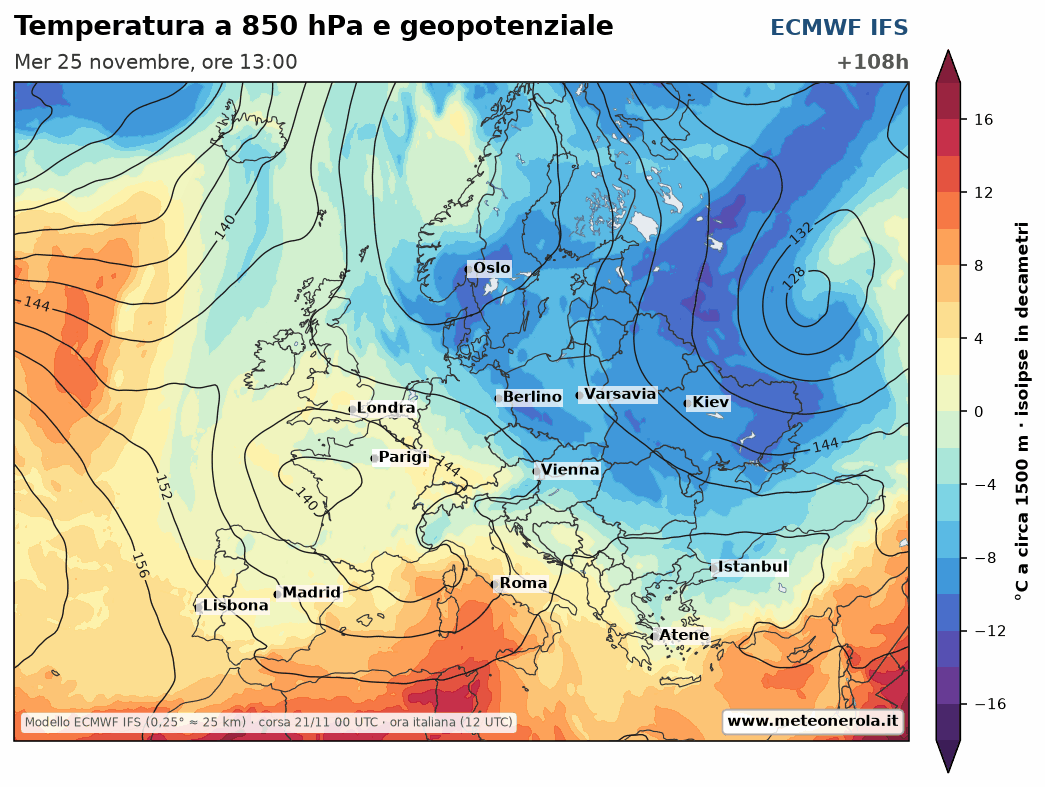 Temperatura a 850 hPa e geopotenziale
ECMWF IFS
Mer 25 novembre, ore 13:00
+108h
140
132
128
144
Oslo
16
12
8
4
0
−4
−8
−12
−16
°C a circa 1500 m · isoipse in decametri
Londra
Berlino
Varsavia
Kiev
144
Parigi
144
Vienna
152
140
156
Istanbul
Roma
Madrid
Lisbona
Atene
Modello ECMWF IFS (0,25° ≈ 25 km) · corsa 21/11 00 UTC · ora italiana (12 UTC)
www.meteonerola.it